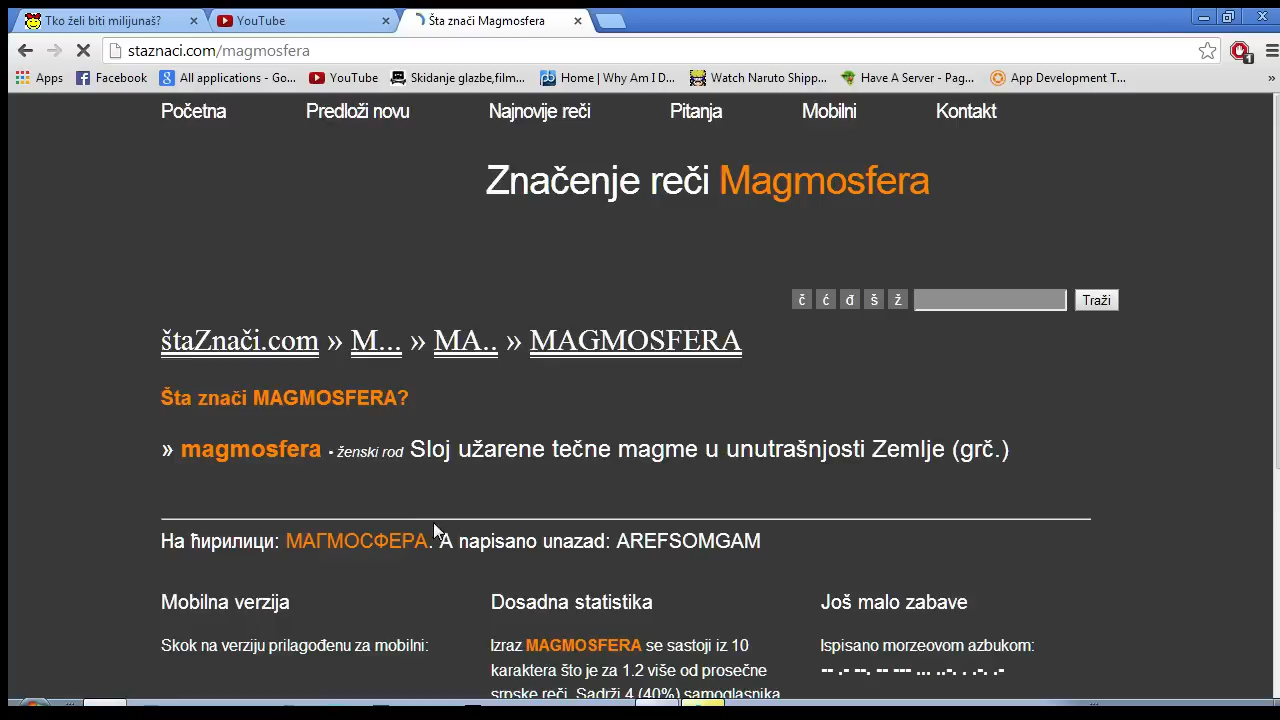 Tko želi biti milijunaš?
YouTube
Šta znači Magmosfera
staznaci.com/magmosfera
Apps
Facebook
All applications - Go...
YouTube
Skidanje glazbe,film...
Home | Why Am I D...
Watch Naruto Shipp...
Have A Server - Pag...
App Development T...
»
Početna
Predloži novu
Najnovije reči
Pitanja
Mobilni
Kontakt
Značenje reči Magmosfera
č ć đ š ž Traži
štaZnači.com » M... » MA.. » MAGMOSFERA
Šta znači MAGMOSFERA?
» magmosfera • ženski rod Sloj užarene tečne magme u unutrašnjosti Zemlje (grč.)
На ћирилици: МАГМОСФЕРА. A napisano unazad: AREFSOMGAM
Mobilna verzija
Skok na verziju prilagođenu za mobilni:
Dosadna statistika
Izraz MAGMOSFERA se sastoji iz 10
karaktera što je za 1.2 više od prosečne
srpske reči. Sadrži 4 (40%) samoglasnika
Još malo zabave
Ispisano morzeovom azbukom:
-- .- --. -- --- ... ..-. . .-. .-